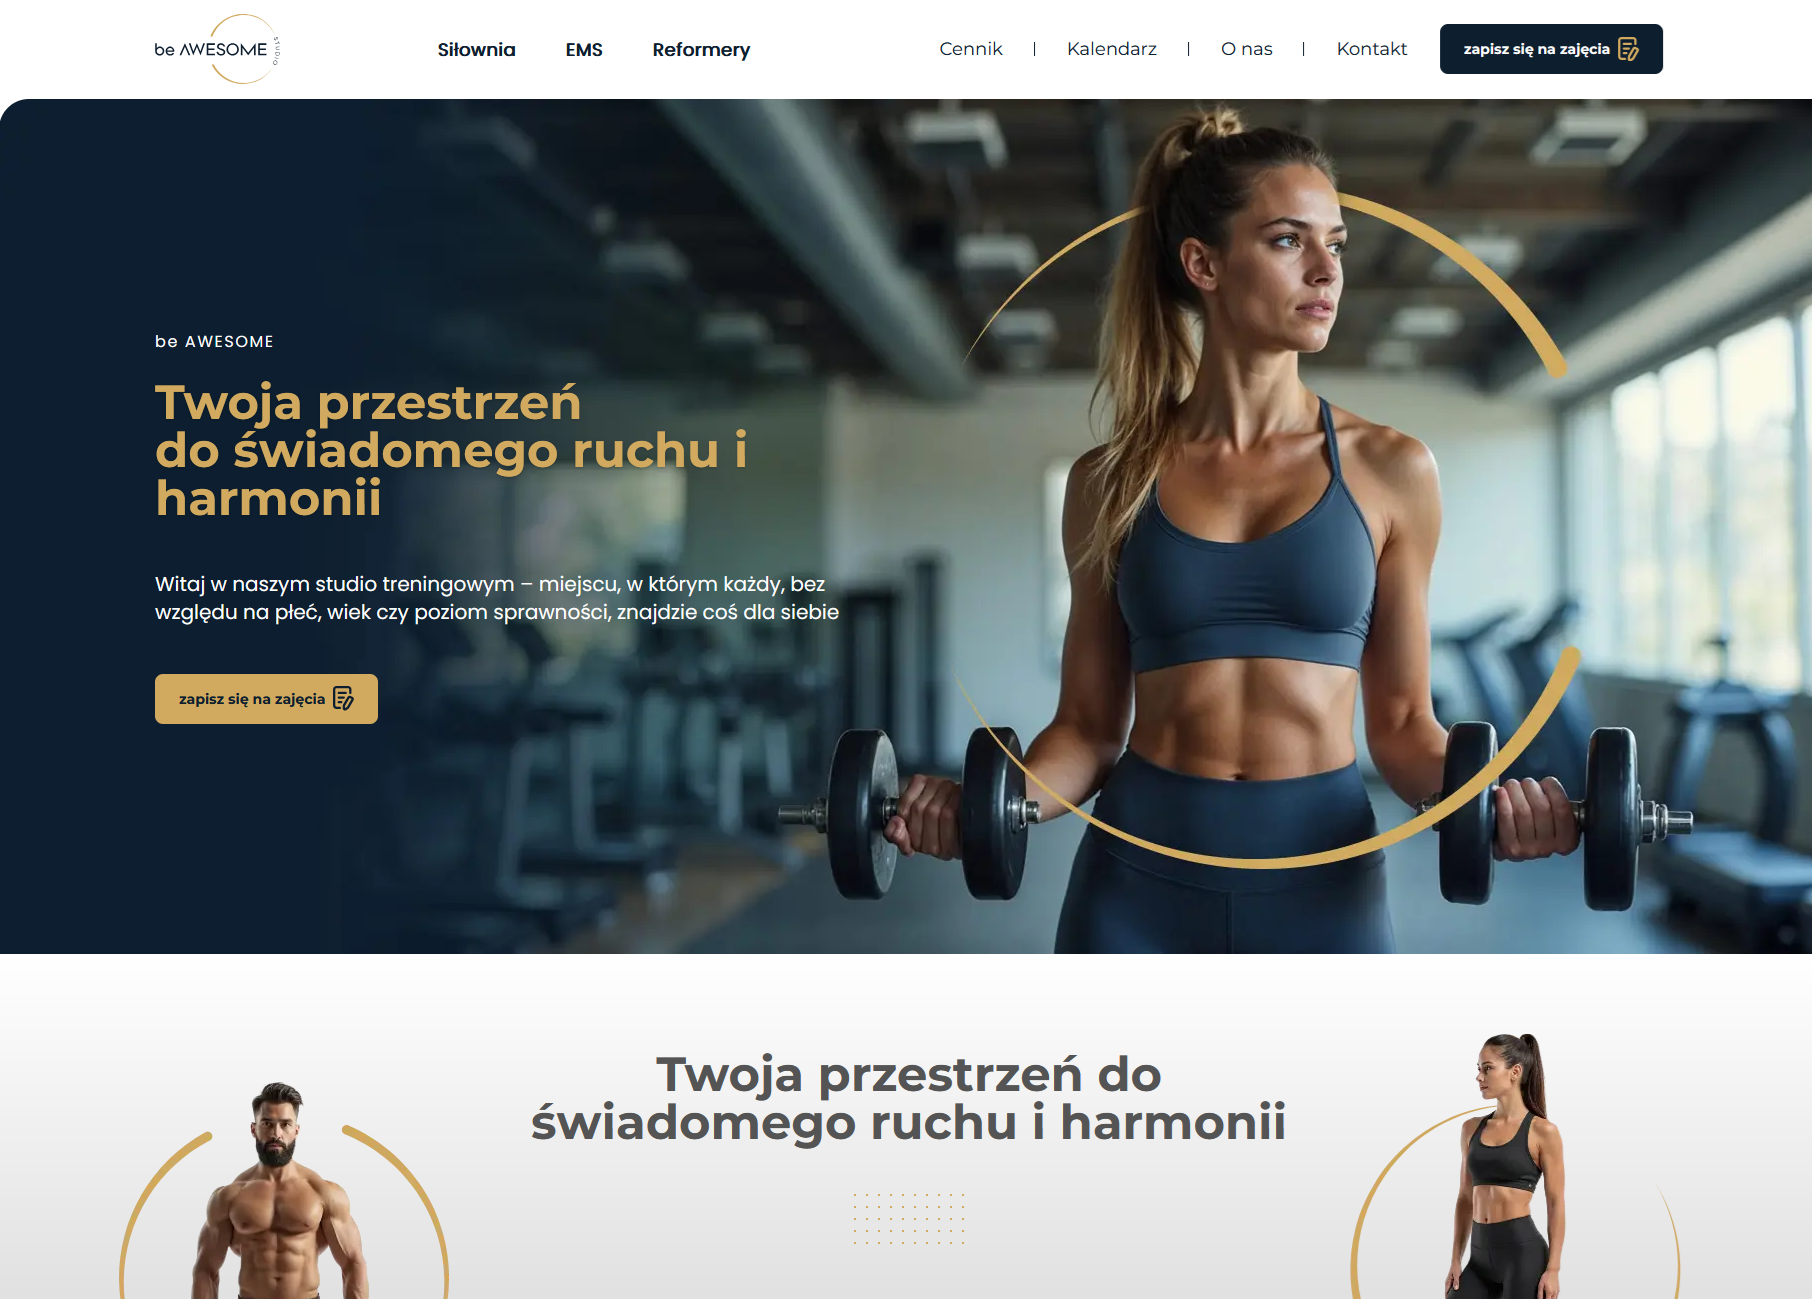 be AWESOME STUDIO
Siłownia
EMS
Reformery
Cennik
Kalendarz
O nas
Kontakt
zapisz się na zajęcia
be AWESOME
Twoja przestrzeń
do świadomego ruchu i
harmonii
Witaj w naszym studio treningowym – miejscu, w którym każdy, bez
względu na płeć, wiek czy poziom sprawności, znajdzie coś dla siebie
zapisz się na zajęcia
Twoja przestrzeń do
świadomego ruchu i harmonii